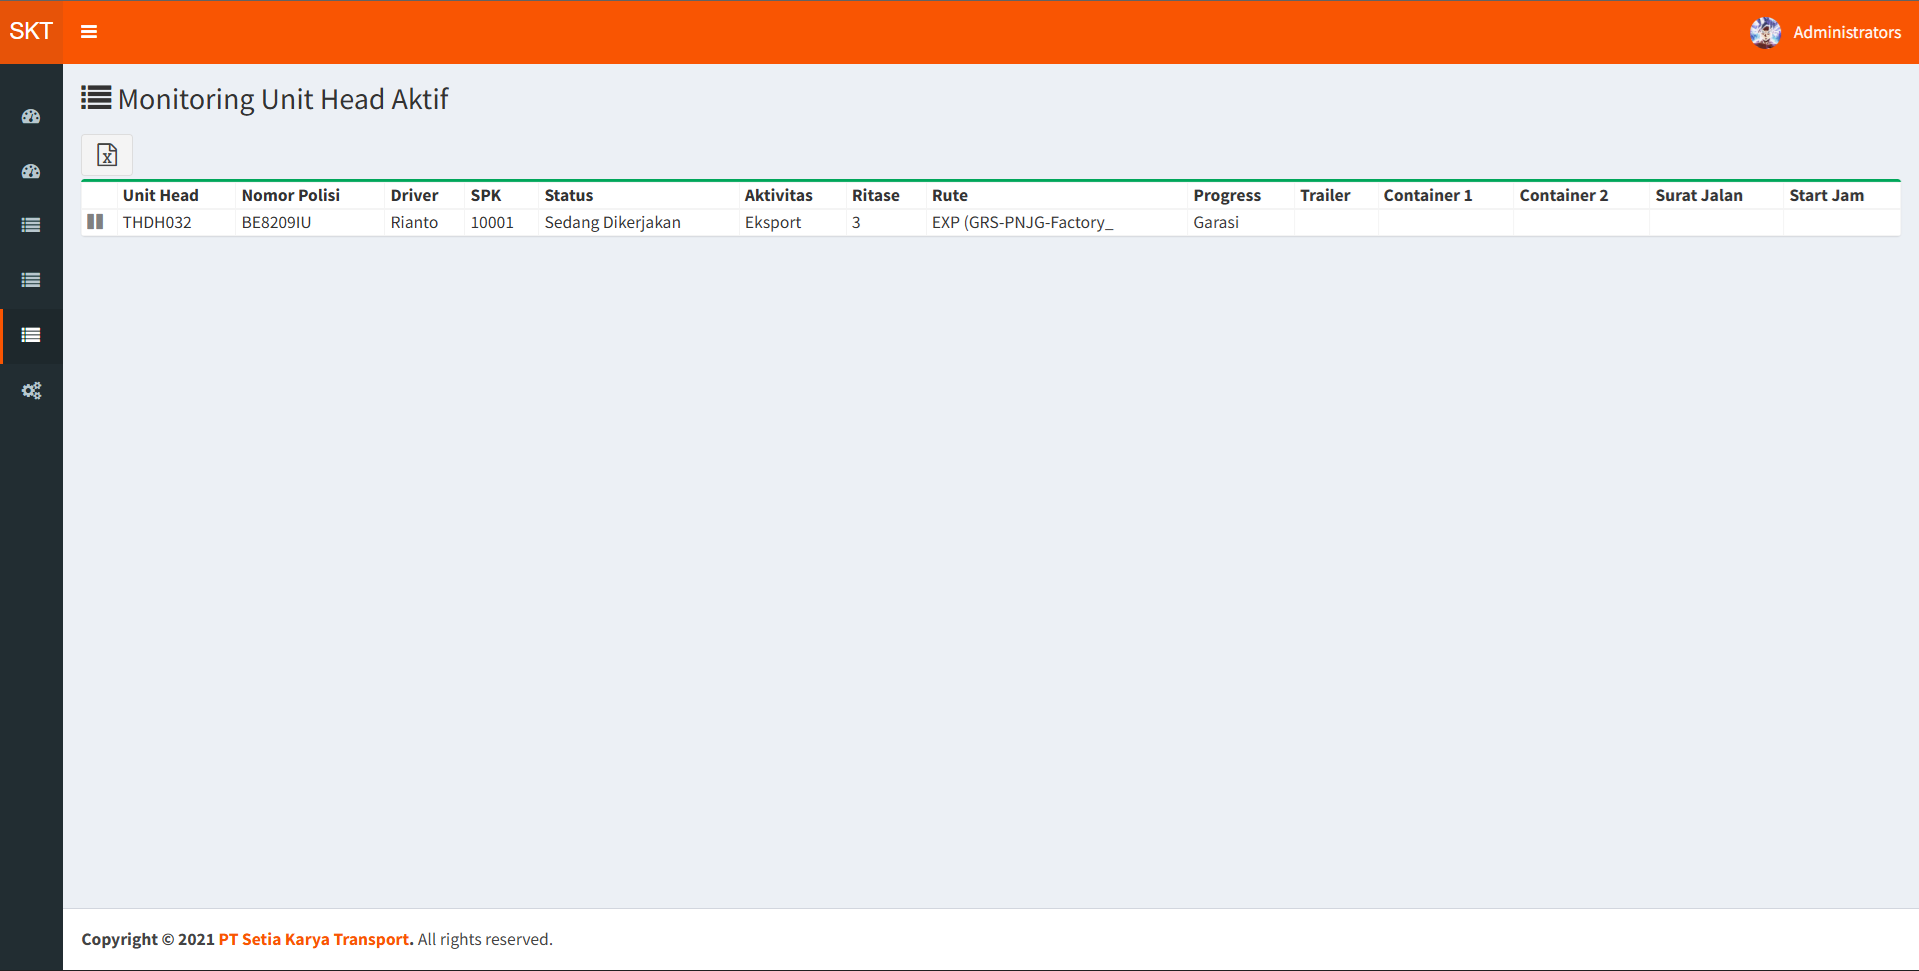 SKT
Administrators
Monitoring Unit Head Aktif
Unit Head Nomor Polisi Driver SPK Status Aktivitas Ritase Rute Progress Trailer Container 1 Container 2 Surat Jalan Start Jam
THDH032 BE8209IU Rianto 10001 Sedang Dikerjakan Eksport 3 EXP (GRS-PNJG-Factory_ Garasi
Copyright © 2021 PT Setia Karya Transport. All rights reserved.